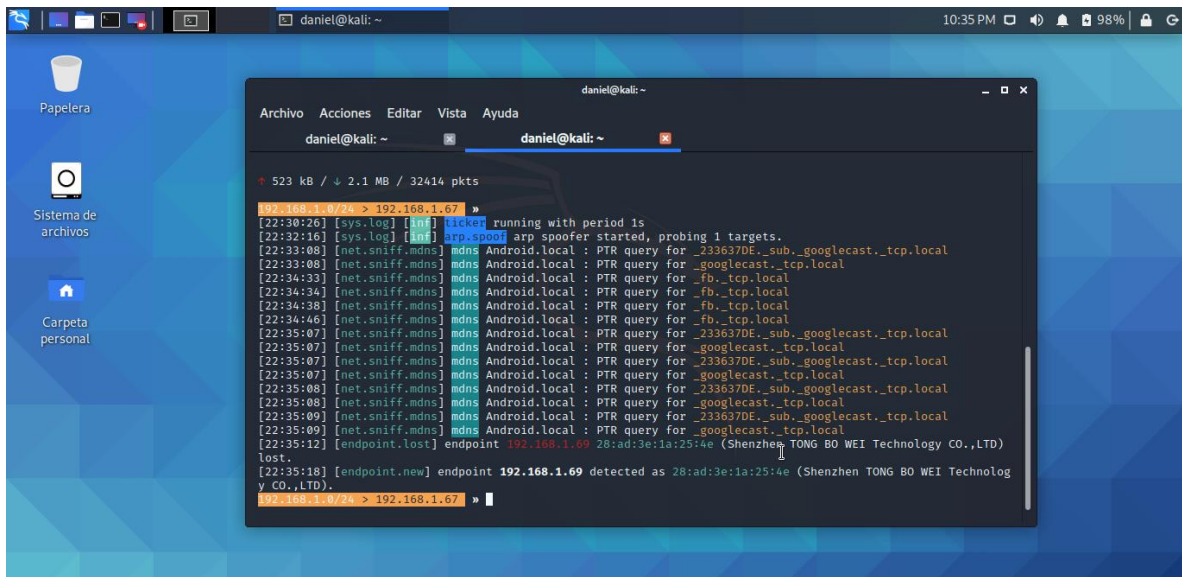 daniel@kali: ~
10:35 PM
98%
Papelera
Sistema de
archivos
Carpeta
personal
daniel@kali: ~
Archivo Acciones Editar Vista Ayuda
daniel@kali: ~ daniel@kali: ~
↑ 523 kB / ↓ 2.1 MB / 32414 pkts
192.168.1.0/24 > 192.168.1.67 »
[22:30:26] [sys.log] [inf] ticker running with period 1s
[22:32:16] [sys.log] [inf] arp.spoof arp spoofer started, probing 1 targets.
[22:33:08] [net.sniff.mdns] mdns Android.local : PTR query for _233637DE._sub._googlecast._tcp.local
[22:33:08] [net.sniff.mdns] mdns Android.local : PTR query for _googlecast._tcp.local
[22:34:33] [net.sniff.mdns] mdns Android.local : PTR query for _fb._tcp.local
[22:34:34] [net.sniff.mdns] mdns Android.local : PTR query for _fb._tcp.local
[22:34:38] [net.sniff.mdns] mdns Android.local : PTR query for _fb._tcp.local
[22:34:46] [net.sniff.mdns] mdns Android.local : PTR query for _fb._tcp.local
[22:35:07] [net.sniff.mdns] mdns Android.local : PTR query for _233637DE._sub._googlecast._tcp.local
[22:35:07] [net.sniff.mdns] mdns Android.local : PTR query for _googlecast._tcp.local
[22:35:07] [net.sniff.mdns] mdns Android.local : PTR query for _233637DE._sub._googlecast._tcp.local
[22:35:07] [net.sniff.mdns] mdns Android.local : PTR query for _googlecast._tcp.local
[22:35:08] [net.sniff.mdns] mdns Android.local : PTR query for _233637DE._sub._googlecast._tcp.local
[22:35:08] [net.sniff.mdns] mdns Android.local : PTR query for _googlecast._tcp.local
[22:35:09] [net.sniff.mdns] mdns Android.local : PTR query for _233637DE._sub._googlecast._tcp.local
[22:35:09] [net.sniff.mdns] mdns Android.local : PTR query for _googlecast._tcp.local
[22:35:12] [endpoint.lost] endpoint 192.168.1.69 28:ad:3e:1a:25:4e (Shenzhen TONG BO WEI Technology CO.,LTD)
lost.
[22:35:18] [endpoint.new] endpoint 192.168.1.69 detected as 28:ad:3e:1a:25:4e (Shenzhen TONG BO WEI Technolog
y CO.,LTD).
192.168.1.0/24 > 192.168.1.67 »